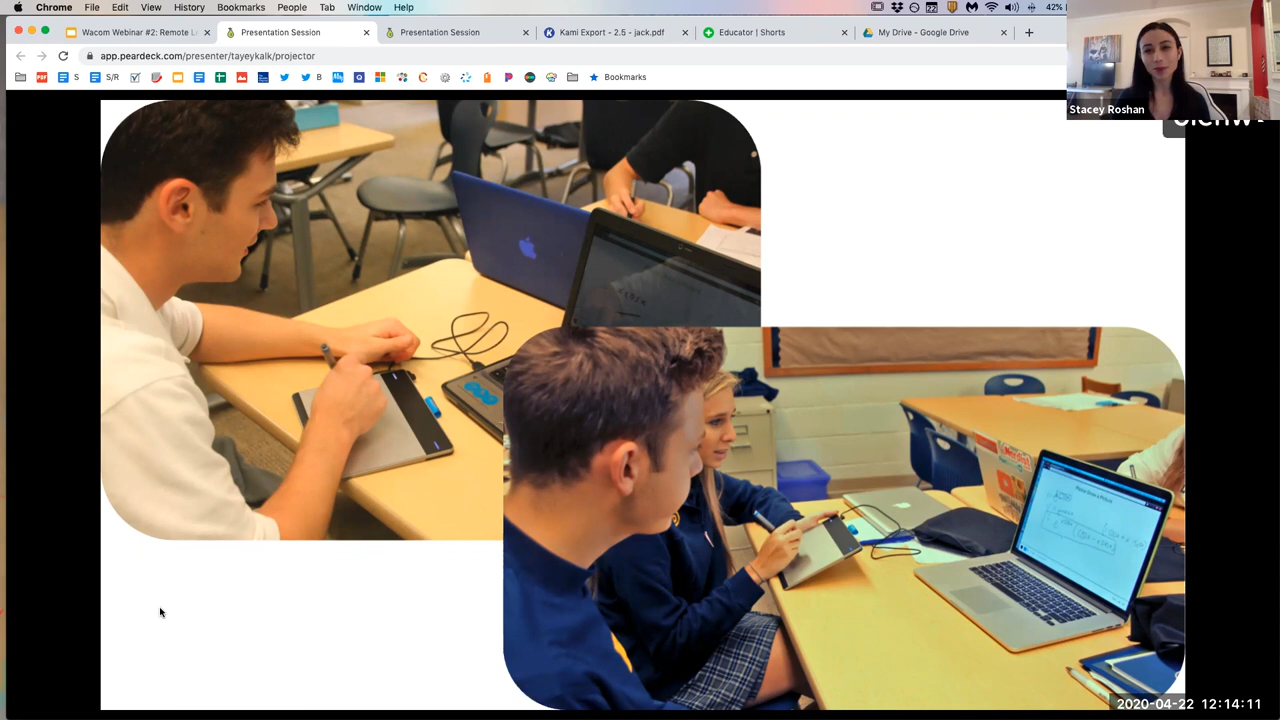 Chrome File Edit View History Bookmarks People Tab Window Help 42%
Wacom Webinar #2: Remote L
Presentation Session
Presentation Session
Kami Export - 2.5 - jack.pdf
Educator | Shorts
My Drive - Google Drive
app.peardeck.com/presenter/tayeykalk/projector
S
S/R
B
Bookmarks
Stacey Roshan
2020-04-22 12:14:11